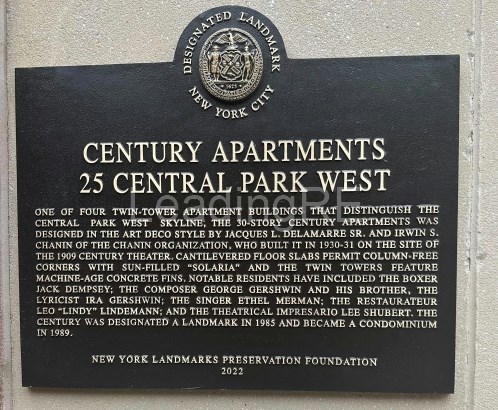 DESIGNATED LANDMARK
1625
NEW YORK CITY
CENTURY APARTMENTS
25 CENTRAL PARK WEST
LeadingRE
ONE OF FOUR TWIN-TOWER APARTMENT BUILDINGS THAT DISTINGUISH THE
CENTRAL PARK WEST SKYLINE, THE 30-STORY CENTURY APARTMENTS WAS
DESIGNED IN THE ART DECO STYLE BY JACQUES L. DELAMARRE SR. AND IRWIN S.
CHANIN OF THE CHANIN ORGANIZATION, WHO BUILT IT IN 1930-31 ON THE SITE OF
THE 1909 CENTURY THEATER. CANTILEVERED FLOOR SLABS PERMIT COLUMN-FREE
CORNERS WITH SUN-FILLED "SOLARIA" AND THE TWIN TOWERS FEATURE
MACHINE-AGE CONCRETE FINS. NOTABLE RESIDENTS HAVE INCLUDED THE BOXER
JACK DEMPSEY; THE COMPOSER GEORGE GERSHWIN AND HIS BROTHER, THE
LYRICIST IRA GERSHWIN; THE SINGER ETHEL MERMAN; THE RESTAURATEUR
LEO "LINDY" LINDEMANN; AND THE THEATRICAL IMPRESARIO LEE SHUBERT. THE
CENTURY WAS DESIGNATED A LANDMARK IN 1985 AND BECAME A CONDOMINIUM
IN 1989.
NEW YORK LANDMARKS PRESERVATION FOUNDATION
2022